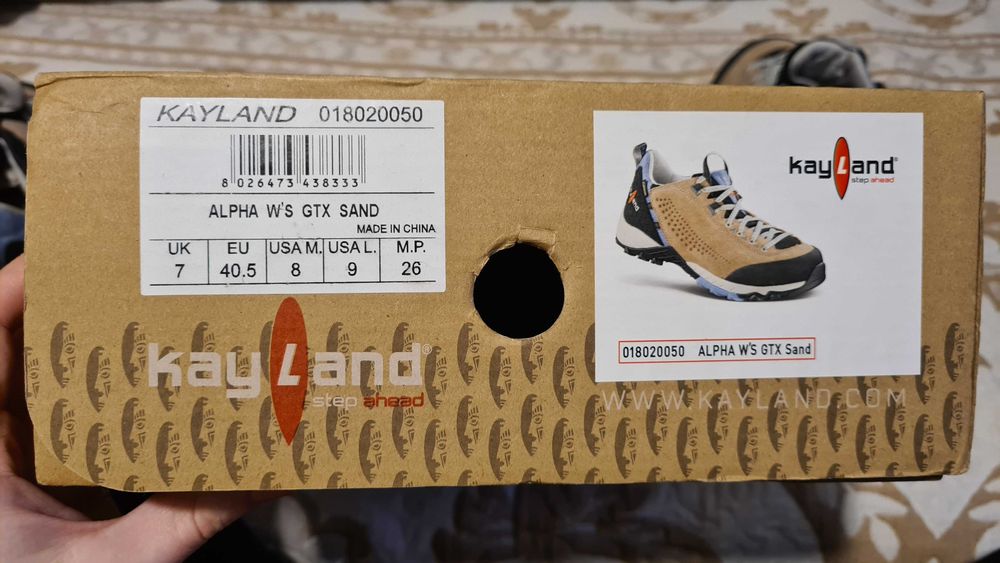 KAYLAND 018020050
8 026473 438333
ALPHA W'S GTX SAND
MADE IN CHINA
UK EU USA M. USA L. M.P.
7 40.5 8 9 26
kayLand®
step ahead
kayLand®
step ahead
018020050 ALPHA W'S GTX Sand
WWW.KAYLAND.COM